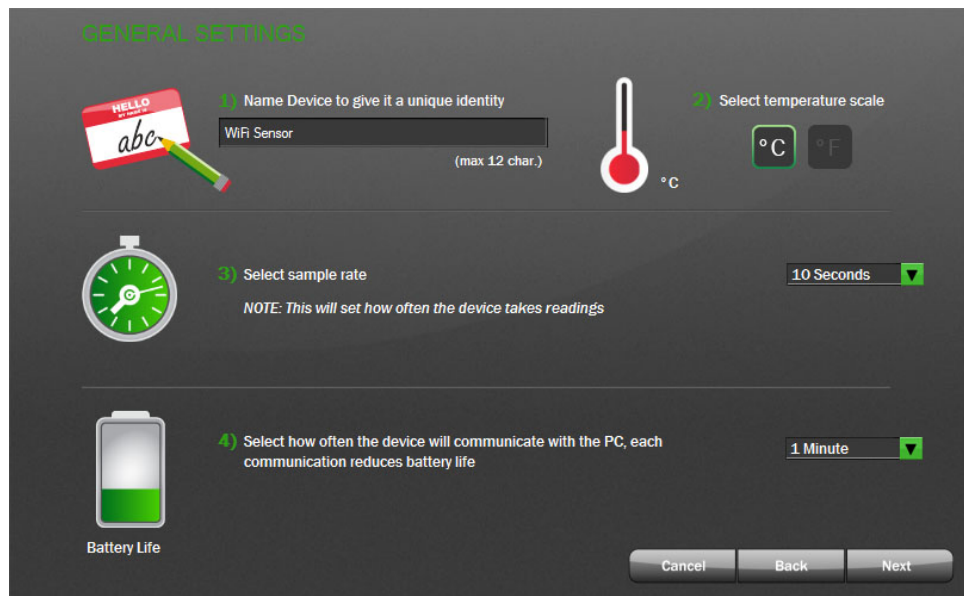 GENERAL SETTINGS
HELLO
MY NAME IS
abc
1) Name Device to give it a unique identity
WiFi Sensor
(max 12 char.)
°C
2) Select temperature scale
°C °F
3) Select sample rate
10 Seconds
NOTE: This will set how often the device takes readings
4) Select how often the device will communicate with the PC, each
communication reduces battery life
1 Minute
Battery Life
Cancel Back Next